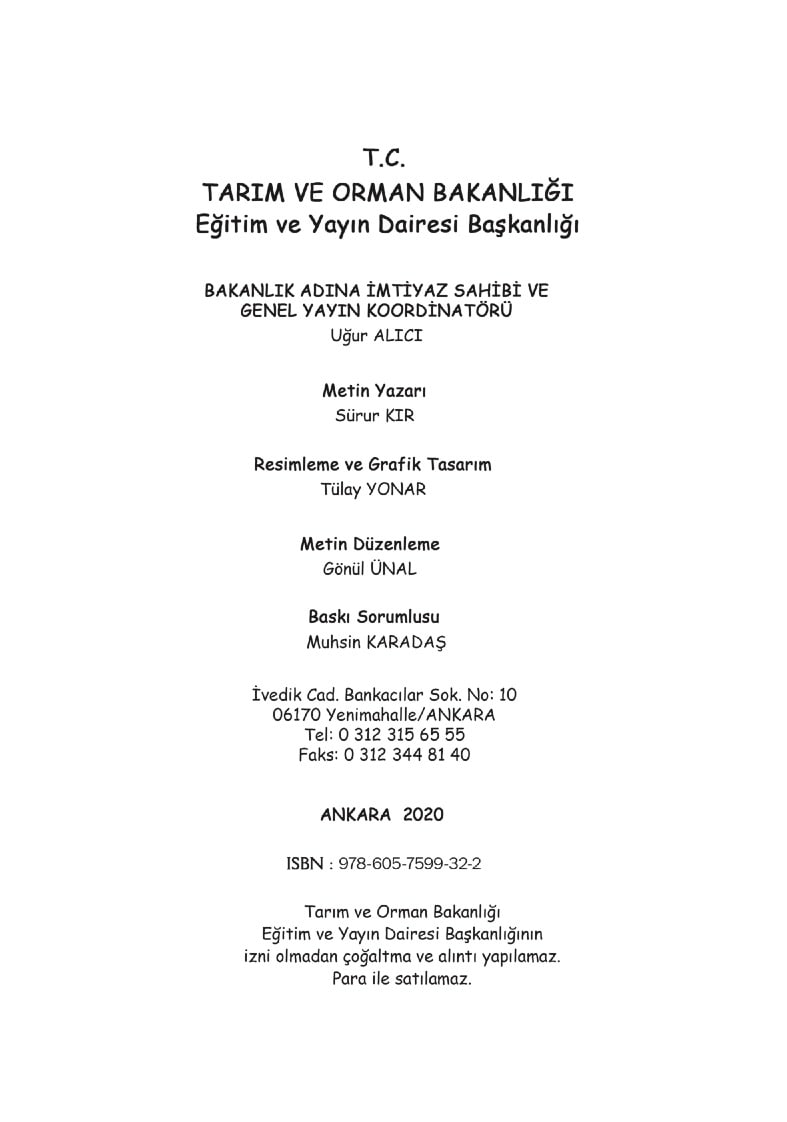 T.C.
TARIM VE ORMAN BAKANLIĞI
Eğitim ve Yayın Dairesi Başkanlığı
BAKANLIK ADINA İMTİYAZ SAHİBİ VE
GENEL YAYIN KOORDİNATÖRÜ
Uğur ALICI
Metin Yazarı
Sürur KIR
Resimleme ve Grafik Tasarım
Tülay YONAR
Metin Düzenleme
Gönül ÜNAL
Baskı Sorumlusu
Muhsin KARADAŞ
İvedik Cad. Bankacılar Sok. No: 10
06170 Yenimahalle/ANKARA
Tel: 0 312 315 65 55
Faks: 0 312 344 81 40
ANKARA 2020
ISBN : 978-605-7599-32-2
Tarım ve Orman Bakanlığı
Eğitim ve Yayın Dairesi Başkanlığının
izni olmadan çoğaltma ve alıntı yapılamaz.
Para ile satılamaz.